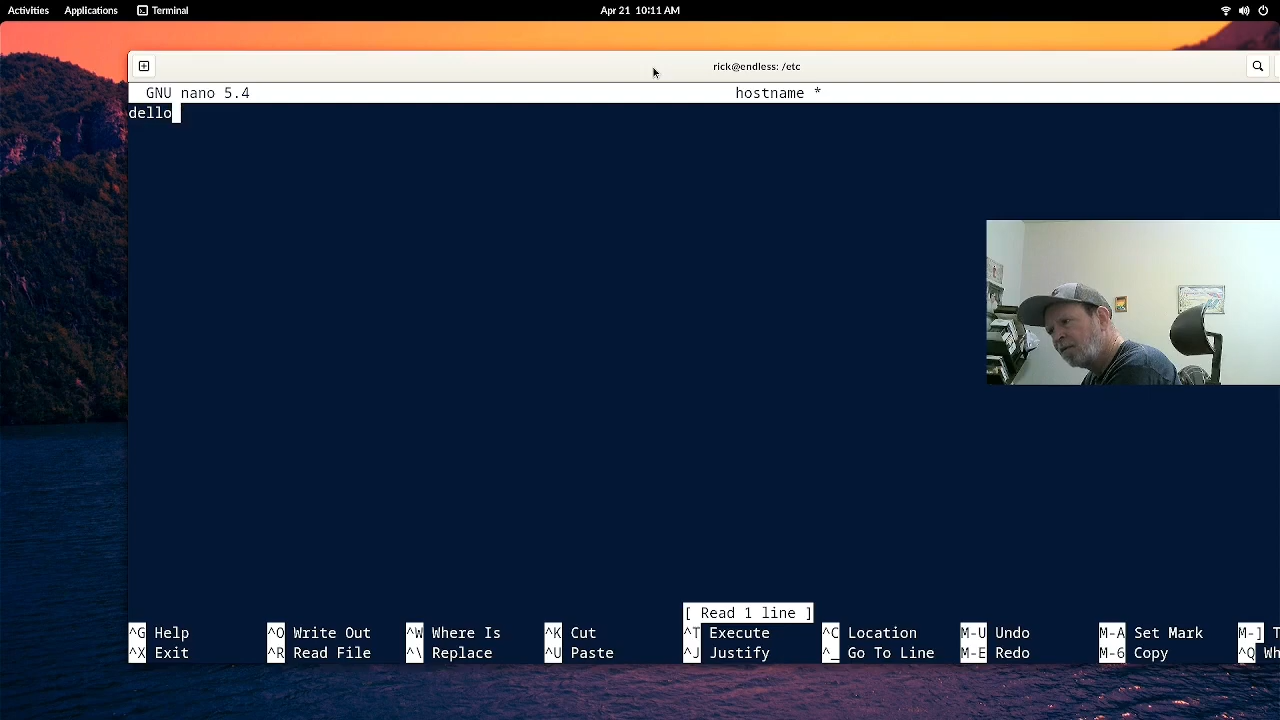 Activities Applications Terminal Apr 21 10:11 AM
rick@endless: /etc
GNU nano 5.4 hostname *
dello
[ Read 1 line ]
^G Help ^O Write Out ^W Where Is ^K Cut ^T Execute ^C Location M-U Undo M-A Set Mark M-] T
^X Exit ^R Read File ^\ Replace ^U Paste ^J Justify ^_ Go To Line M-E Redo M-6 Copy ^Q Wh